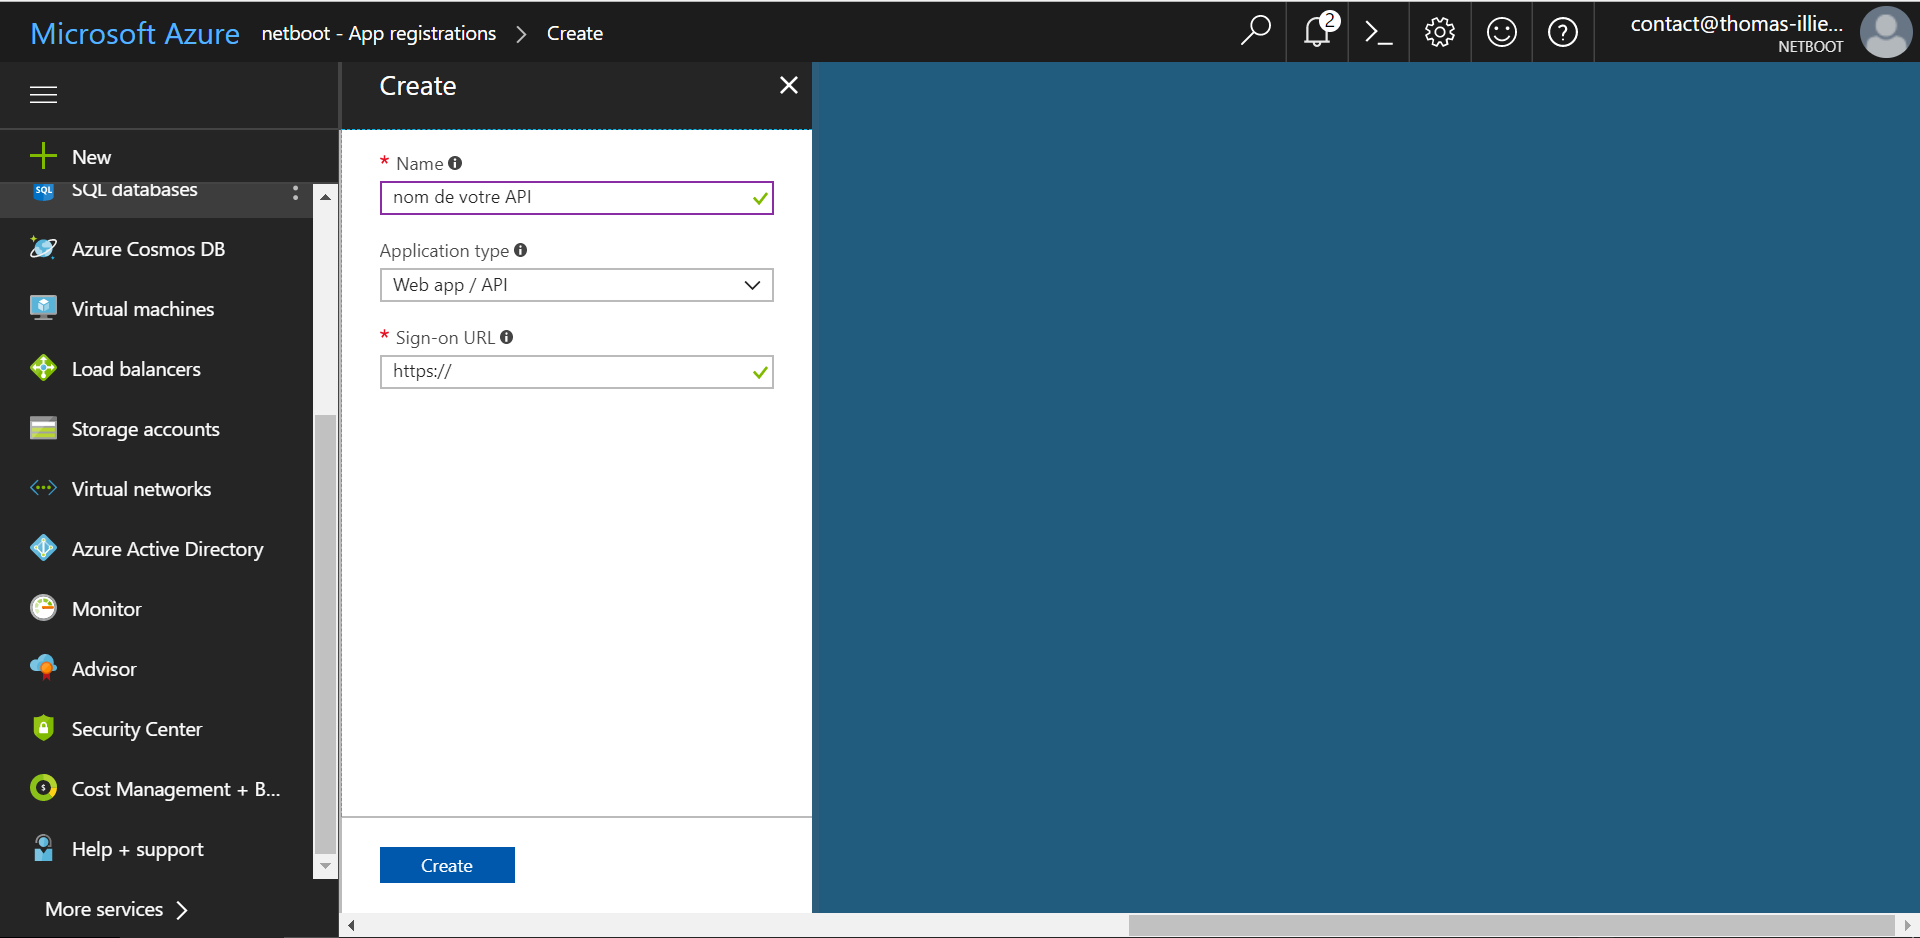 Microsoft Azure netboot - App registrations > Create
2
contact@thomas-illie...
NETBOOT
New
SQL databases
Azure Cosmos DB
Virtual machines
Load balancers
Storage accounts
Virtual networks
Azure Active Directory
Monitor
Advisor
Security Center
Cost Management + B...
Help + support
More services
Create
* Name
nom de votre API
Application type
Web app / API
* Sign-on URL
https://
Create